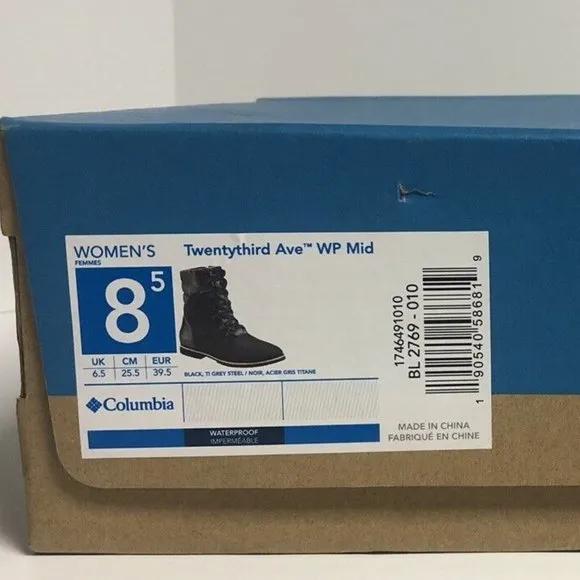 WOMEN'S
FEMMES
Twentythird Ave™ WP Mid
8 5
UK CM EUR
6.5 25.5 39.5
BLACK, TI GREY STEEL / NOIR, ACIER GRIS TITANE
Columbia
WATERPROOF
IMPERMÉABLE
1746491010
BL 2769 - 010
1 90540 58681 9
MADE IN CHINA
FABRIQUÉ EN CHINE